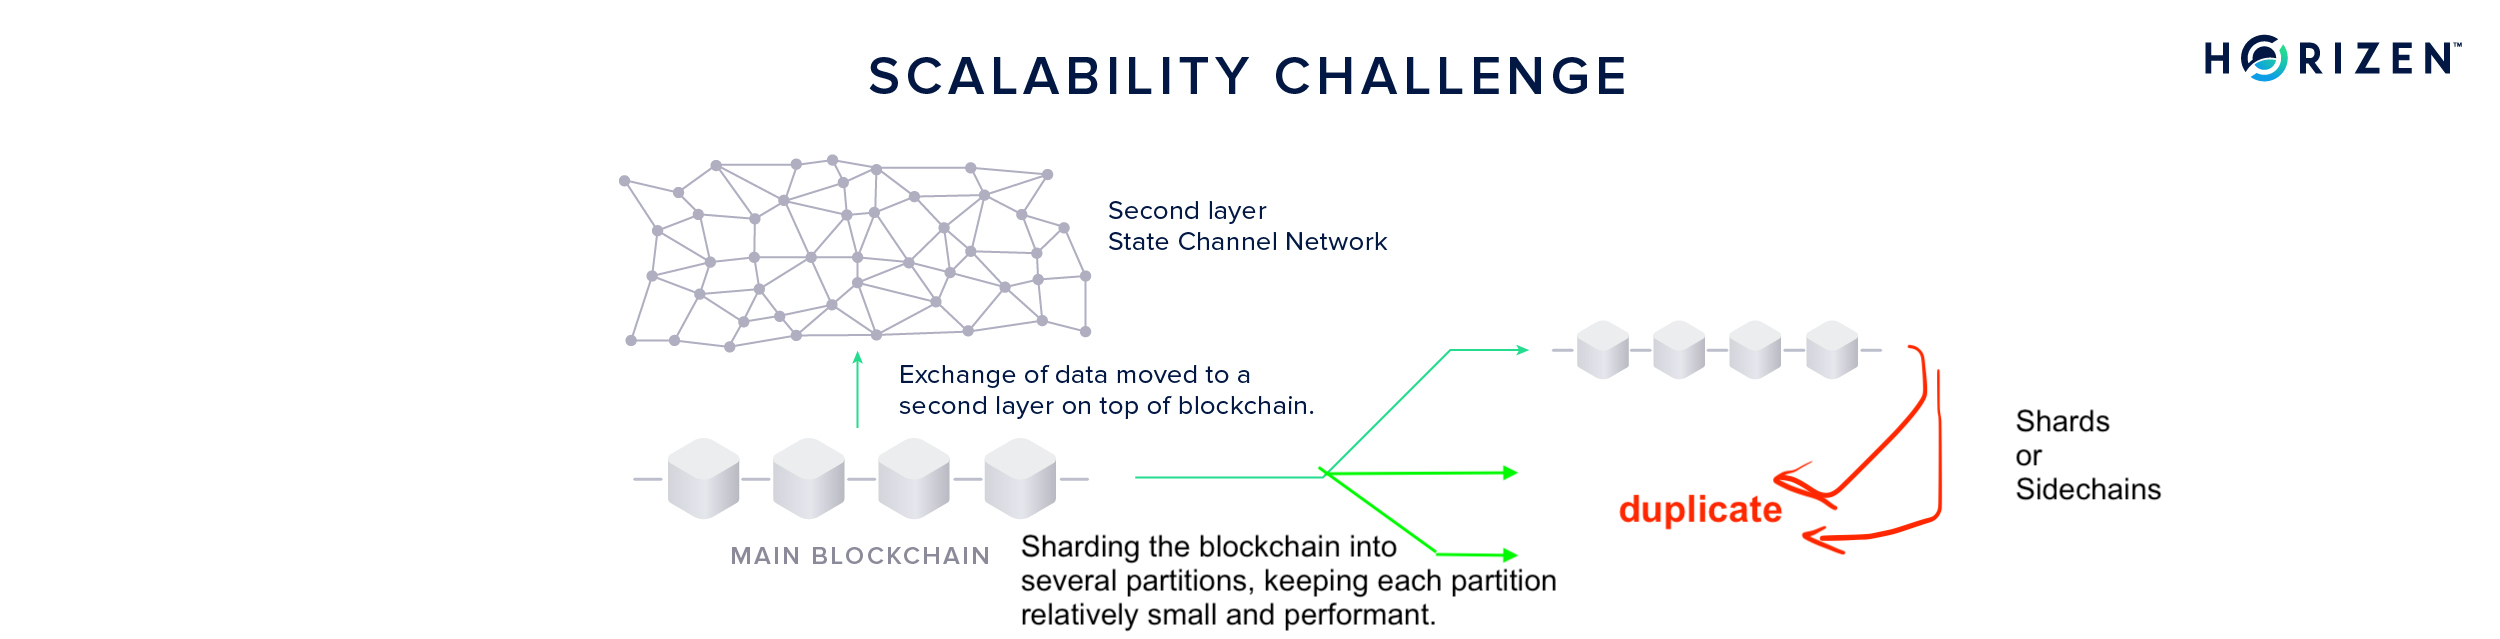 SCALABILITY CHALLENGE
HORIZEN™
Second layer
State Channel Network
Exchange of data moved to a
second layer on top of blockchain.
MAIN BLOCKCHAIN
Sharding the blockchain into
several partitions, keeping each partition
relatively small and performant.
duplicate
Shards
or
Sidechains